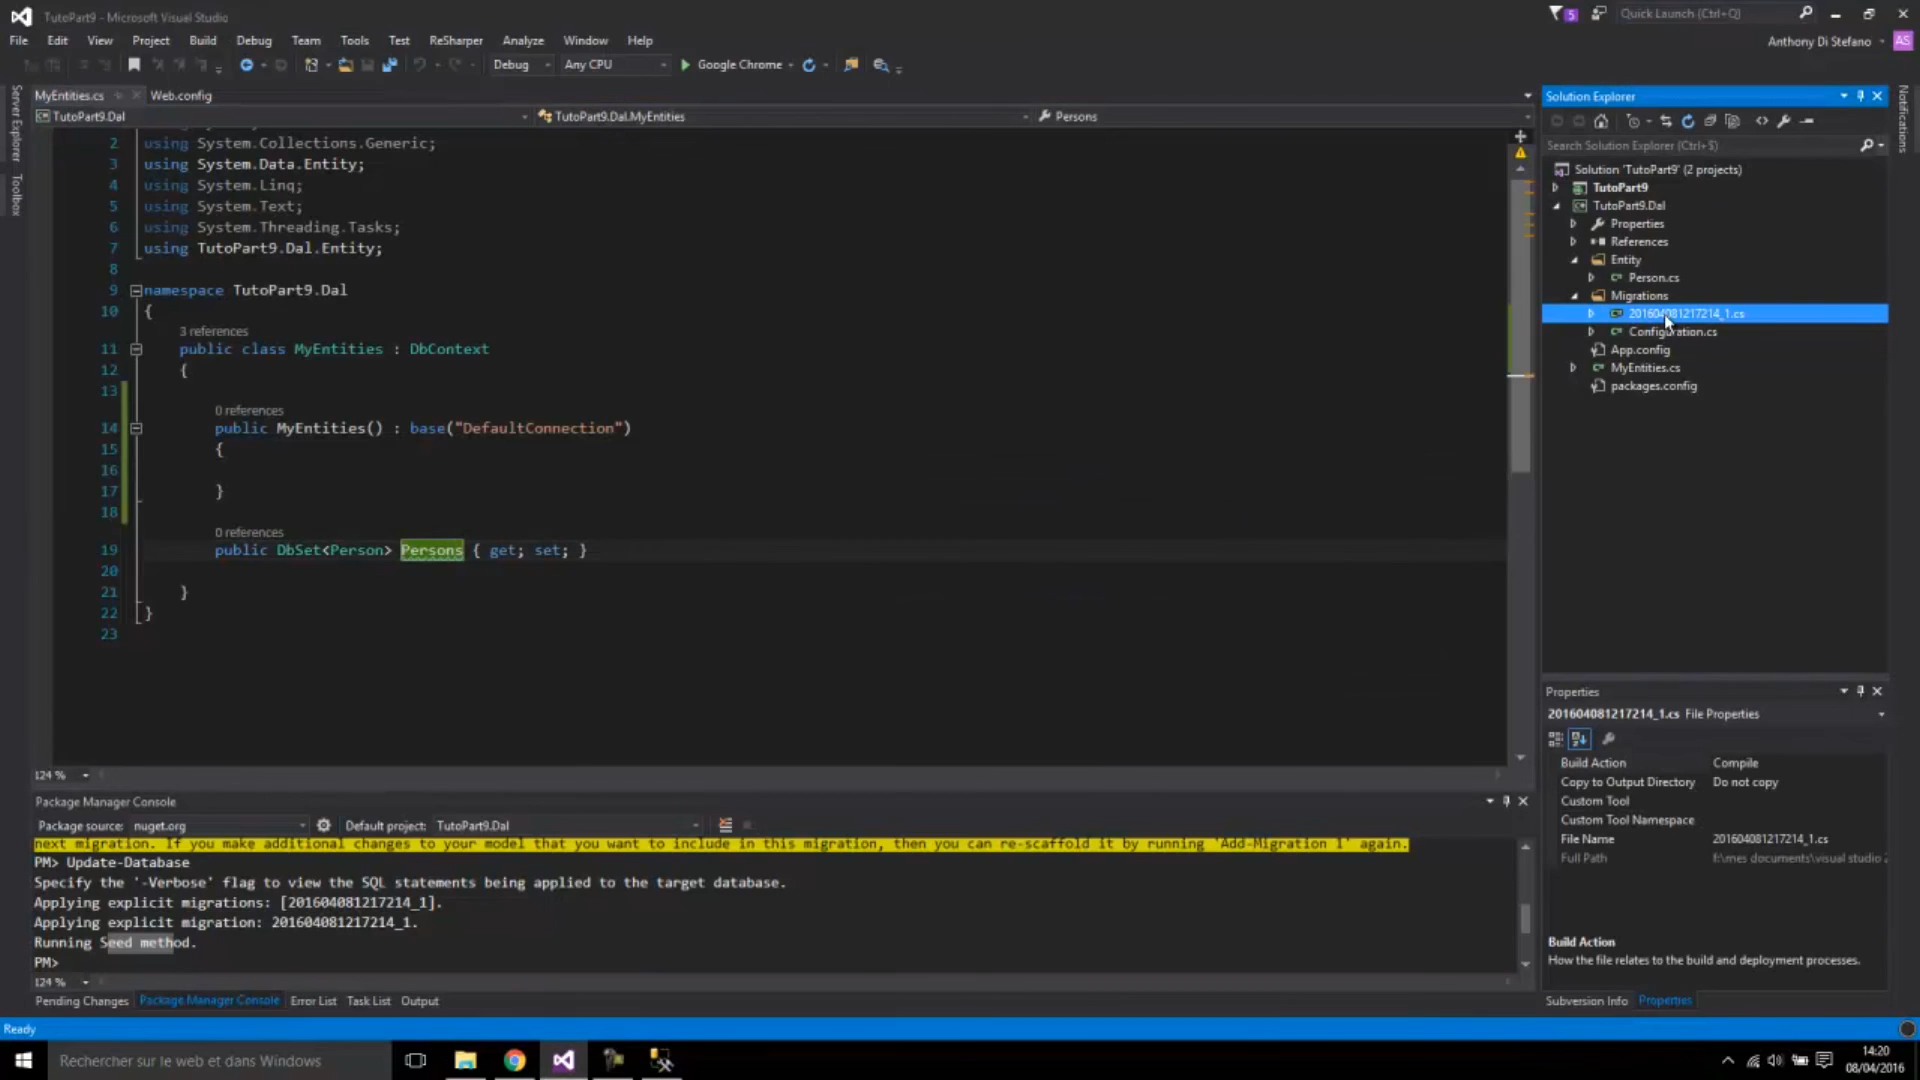 TutoPart9 - Microsoft Visual Studio
5
Quick Launch (Ctrl+Q)
File Edit View Project Build Debug Team Tools Test ReSharper Analyze Window Help
Anthony Di Stefano
AS
Debug Any CPU Google Chrome
Server Explorer
Toolbox
Notifications
MyEntities.cs Web.config
TutoPart9.Dal TutoPart9.Dal.MyEntities Persons
2 using System.Collections.Generic;
3 using System.Data.Entity;
4 using System.Linq;
5 using System.Text;
6 using System.Threading.Tasks;
7 using TutoPart9.Dal.Entity;
8
9 namespace TutoPart9.Dal
10 {
3 references
11 public class MyEntities : DbContext
12 {
13
0 references
14 public MyEntities() : base("DefaultConnection")
15 {
16
17 }
18
0 references
19 public DbSet<Person> Persons { get; set; }
20
21 }
22 }
23
124 %
Solution Explorer
Search Solution Explorer (Ctrl+$)
Solution 'TutoPart9' (2 projects)
TutoPart9
TutoPart9.Dal
Properties
References
Entity
Person.cs
Migrations
201604081217214_1.cs
Configuration.cs
App.config
MyEntities.cs
packages.config
Properties
201604081217214_1.cs File Properties
Build Action Compile
Copy to Output Directory Do not copy
Custom Tool
Custom Tool Namespace
File Name 201604081217214_1.cs
Full Path f:\mes documents\visual studio 2
Build Action
How the file relates to the build and deployment processes.
Subversion Info Properties
Package Manager Console
Package source: nuget.org Default project: TutoPart9.Dal
next migration. If you make additional changes to your model that you want to include in this migration, then you can re-scaffold it by running 'Add-Migration 1' again.
PM> Update-Database
Specify the '-Verbose' flag to view the SQL statements being applied to the target database.
Applying explicit migrations: [201604081217214_1].
Applying explicit migration: 201604081217214_1.
Running Seed method.
PM>
124 %
Pending Changes Package Manager Console Error List Task List Output
Ready
Rechercher sur le web et dans Windows
14:20
08/04/2016